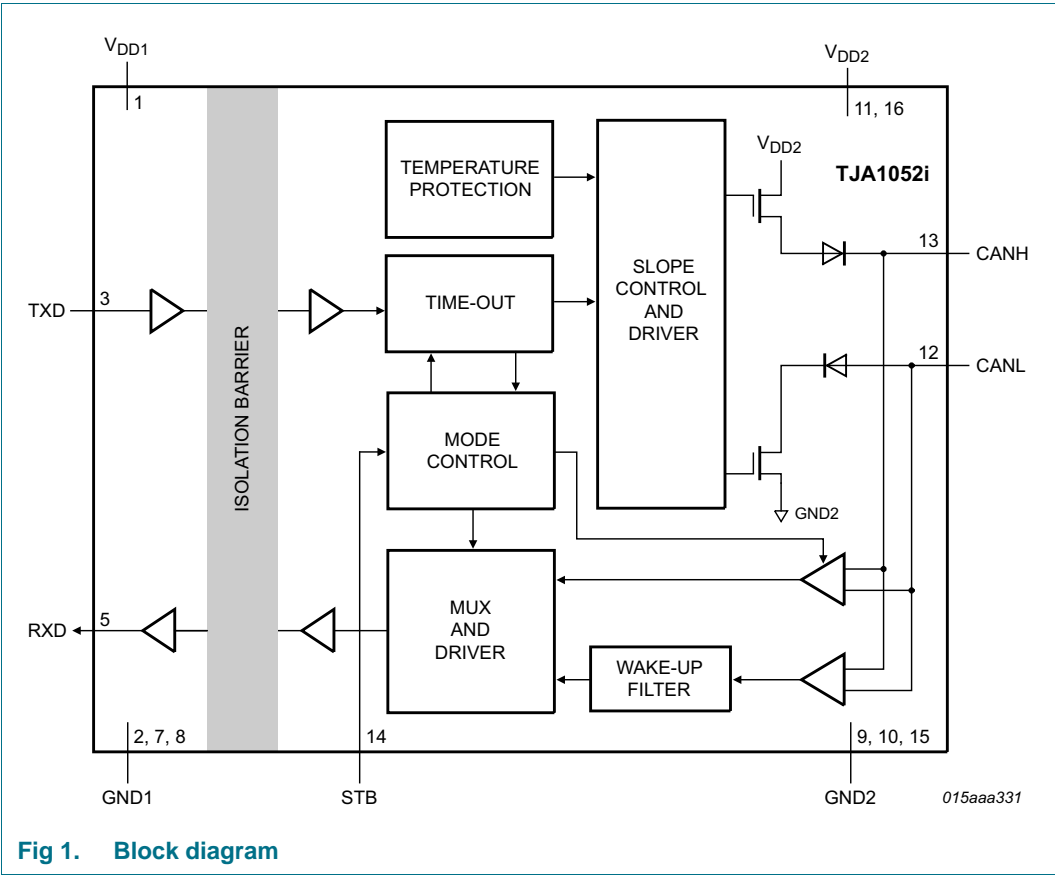 VDD1
VDD2
1
11, 16
TEMPERATURE
PROTECTION
VDD2
TJA1052i
SLOPE
CONTROL
AND
DRIVER
13
CANH
TXD
3
TIME-OUT
12
CANL
ISOLATION BARRIER
MODE
CONTROL
GND2
RXD
5
MUX
AND
DRIVER
WAKE-UP
FILTER
2, 7, 8
14
9, 10, 15
GND1
STB
GND2
015aaa331
Fig 1. Block diagram